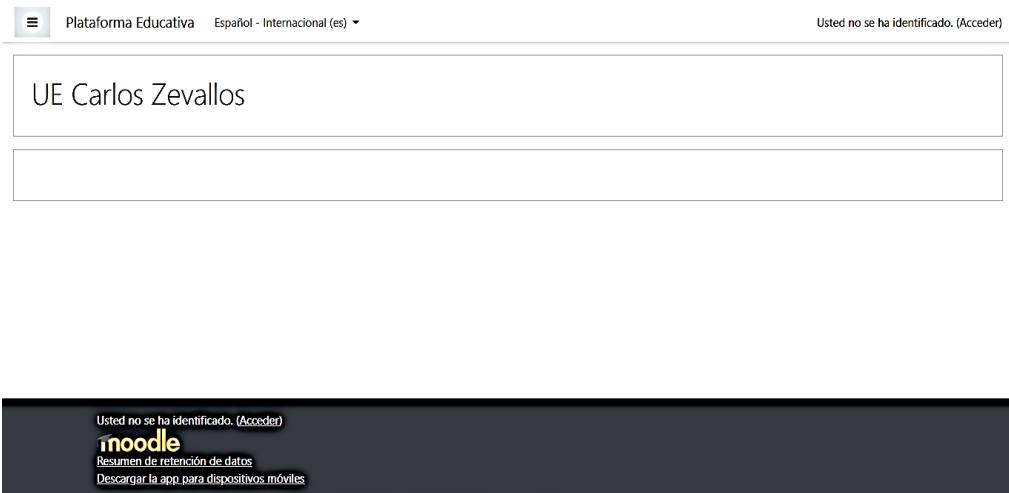 Plataforma Educativa Español - Internacional (es) Usted no se ha identificado. (Acceder)
UE Carlos Zevallos
Usted no se ha identificado. (Acceder)
moodle
Resumen de retención de datos
Descargar la app para dispositivos móviles